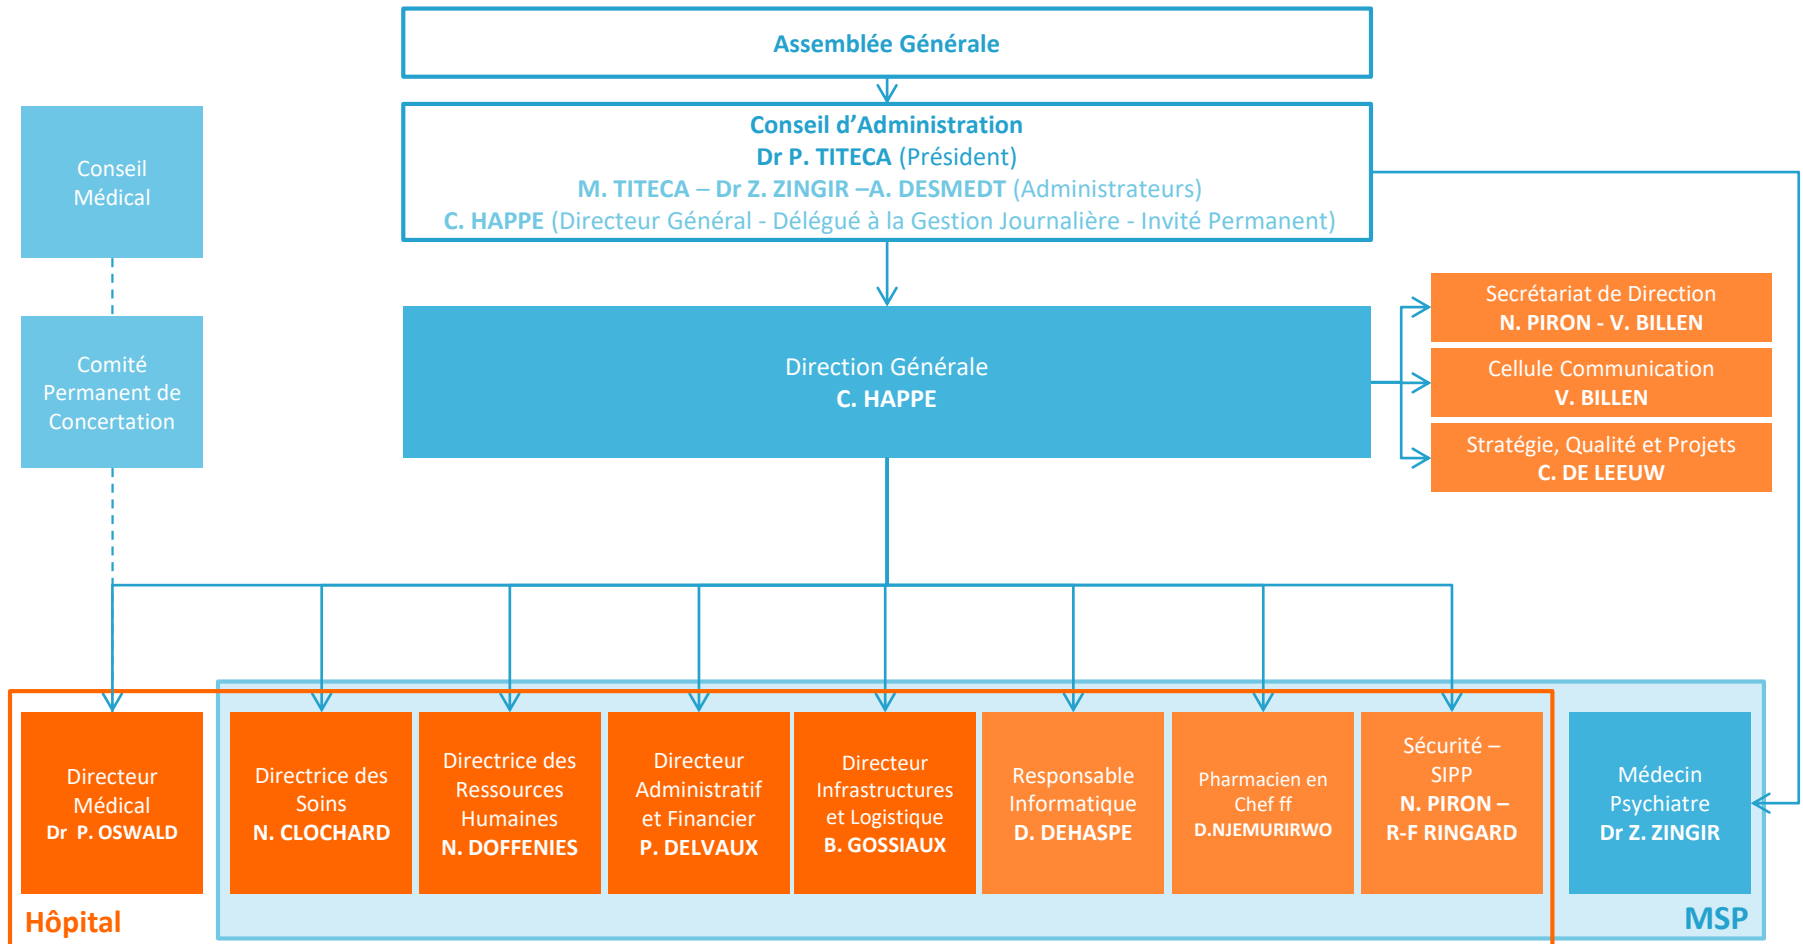 Assemblée Générale
Conseil d’Administration
Dr P. TITECA (Président)
M. TITECA – Dr Z. ZINGIR –A. DESMEDT (Administrateurs)
C. HAPPE (Directeur Général - Délégué à la Gestion Journalière - Invité Permanent)
Conseil
Médical
Comité
Permanent de
Concertation
Direction Générale
C. HAPPE
Secrétariat de Direction
N. PIRON - V. BILLEN
Cellule Communication
V. BILLEN
Stratégie, Qualité et Projets
C. DE LEEUW
Directeur
Médical
Dr P. OSWALD
Directrice des
Soins
N. CLOCHARD
Directrice des
Ressources
Humaines
N. DOFFENIES
Directeur
Administratif
et Financier
P. DELVAUX
Directeur
Infrastructures
et Logistique
B. GOSSIAUX
Responsable
Informatique
D. DEHASPE
Pharmacien en
Chef ff
D.NJEMURIRWO
Sécurité –
SIPP
N. PIRON –
R-F RINGARD
Médecin
Psychiatre
Dr Z. ZINGIR
Hôpital
MSP